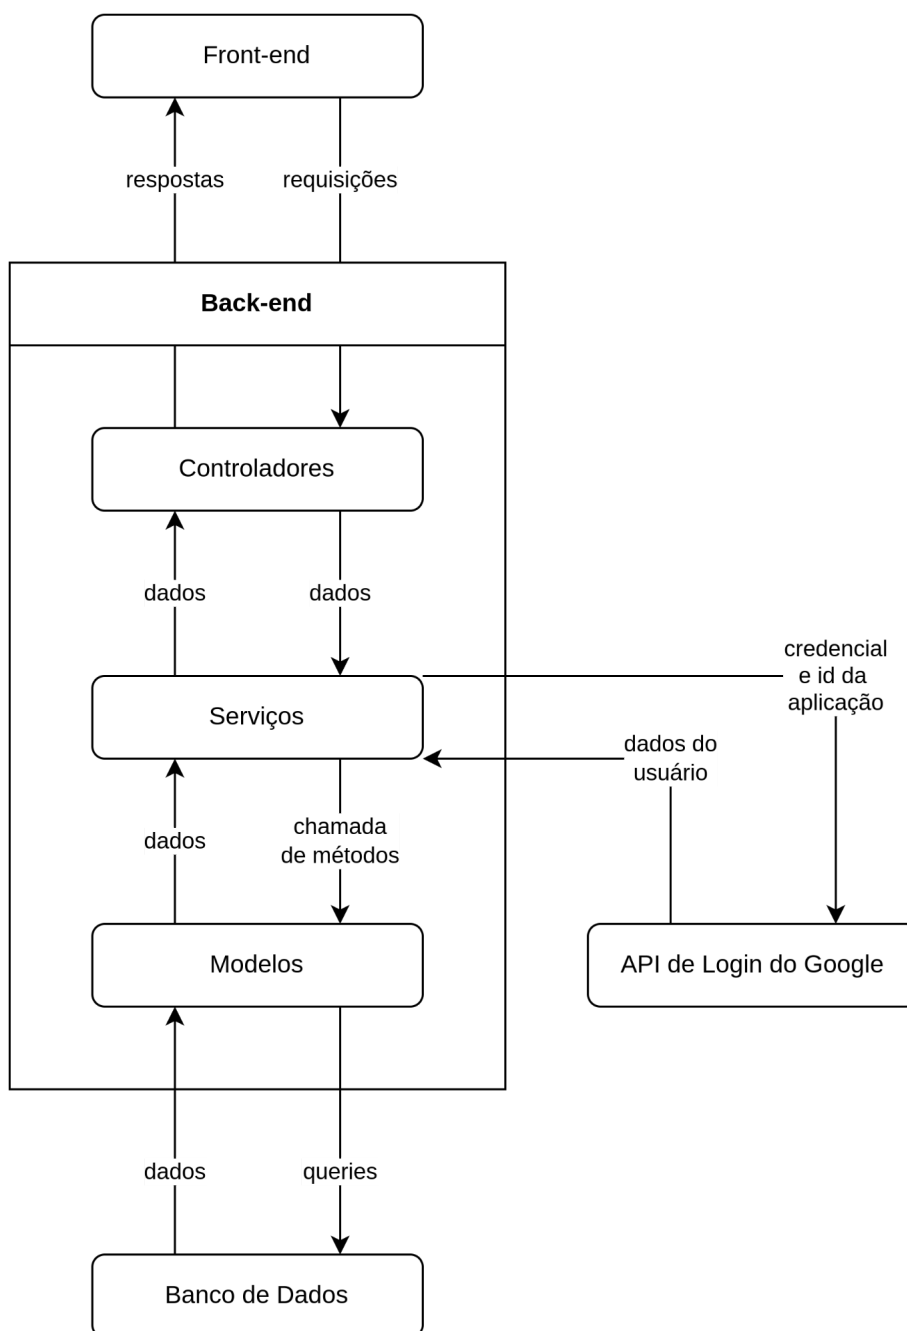 Front-end
respostas
requisições
Back-end
Controladores
dados
dados
credencial
e id da
aplicação
Serviços
dados do
usuário
chamada
de métodos
dados
Modelos
API de Login do Google
dados
queries
Banco de Dados